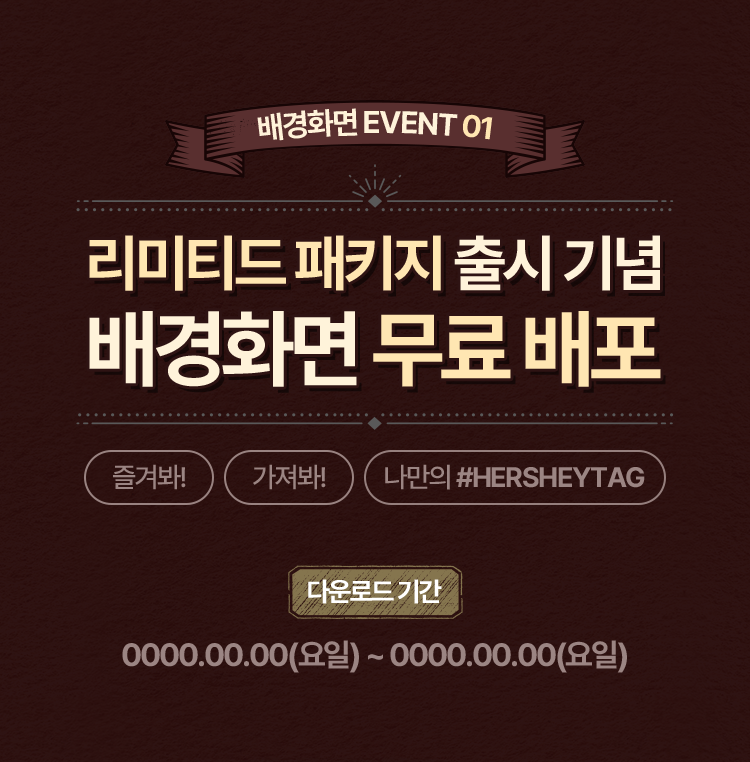 배경화면 EVENT 01
리미티드 패키지 출시 기념
배경화면 무료 배포
즐겨봐! 가져봐! 나만의 #HERSHEYTAG
다운로드 기간
0000.00.00(요일) ~ 0000.00.00(요일)